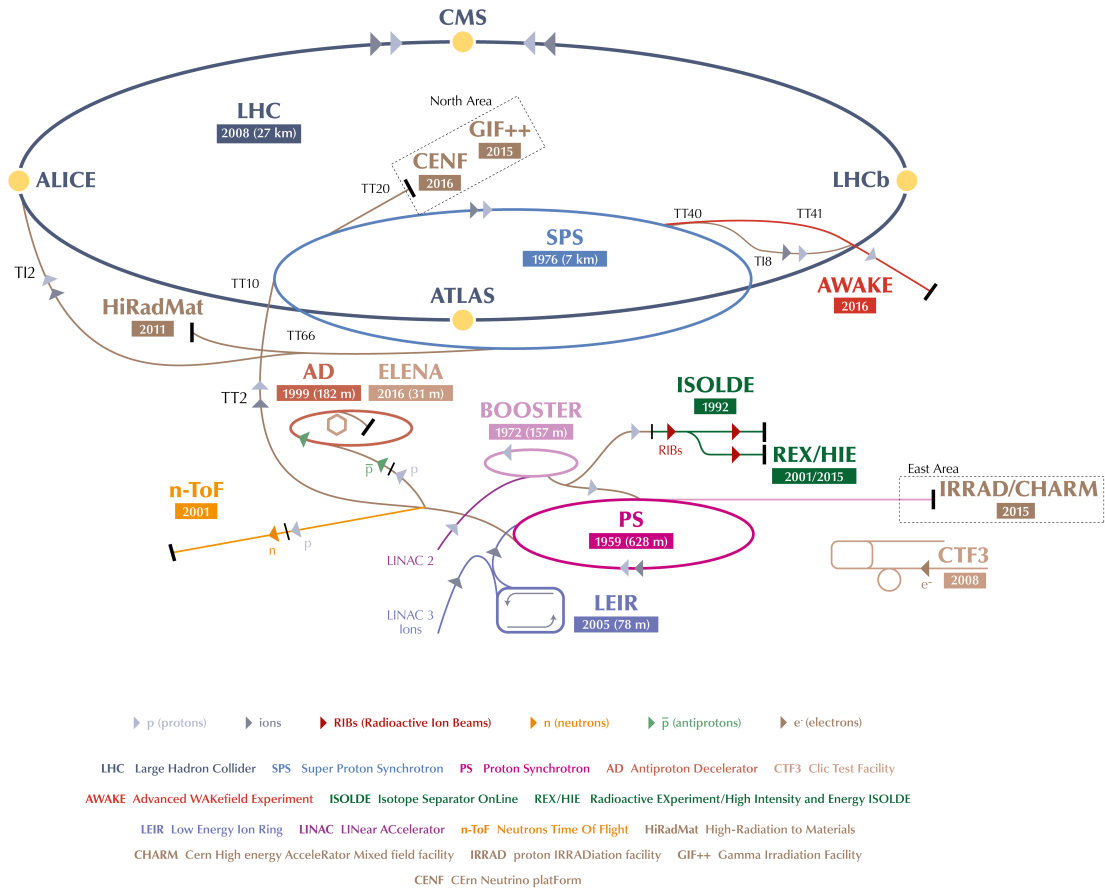 CMS
LHC
2008 (27 km)
North Area
GIF++
2015
CENF
2016
TT20
ALICE
LHCb
TT40
TT41
SPS
1976 (7 km)
TI8
TI2
TT10
ATLAS
AWAKE
2016
HiRadMat
2011
TT66
AD
1999 (182 m)
ELENA
2016 (31 m)
TT2
ISOLDE
1992
BOOSTER
1972 (157 m)
RIBs
REX/HIE
2001/2015
p̅
p
East Area
n-ToF
2001
IRRAD/CHARM
2015
PS
1959 (628 m)
n
p
LINAC 2
CTF3
2008
e-
LINAC 3
Ions
LEIR
2005 (78 m)
p (protons) ions RIBs (Radioactive Ion Beams) n (neutrons) p̅ (antiprotons) e- (electrons)
LHC Large Hadron Collider SPS Super Proton Synchrotron PS Proton Synchrotron AD Antiproton Decelerator CTF3 Clic Test Facility
AWAKE Advanced WAKefield Experiment ISOLDE Isotope Separator OnLine REX/HIE Radioactive EXperiment/High Intensity and Energy ISOLDE
LEIR Low Energy Ion Ring LINAC LINear ACcelerator n-ToF Neutrons Time Of Flight HiRadMat High-Radiation to Materials
CHARM Cern High energy AcceleRator Mixed field facility IRRAD proton IRRADiation facility GIF++ Gamma Irradiation Facility
CENF CErn Neutrino platForm